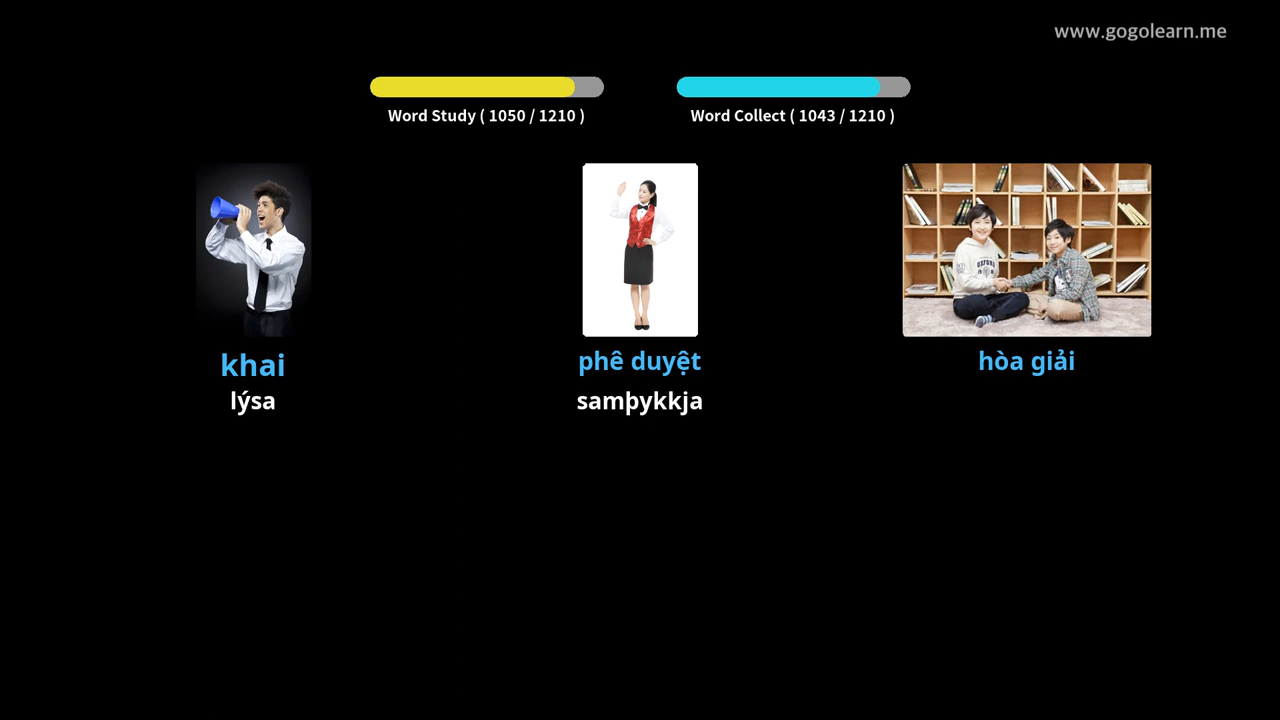 www.gogolearn.me
Word Study ( 1050 / 1210 )
Word Collect ( 1043 / 1210 )
khai
lýsa
phê duyệt
samþykkja
hòa giải